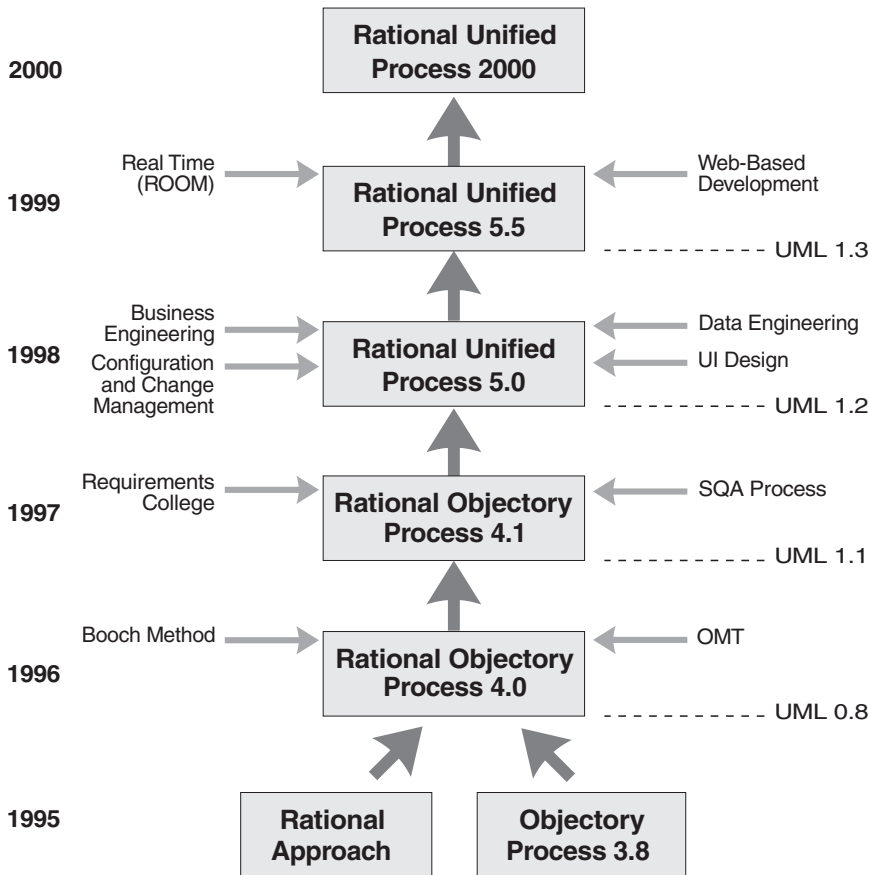 2000
Rational Unified
Process 2000
Real Time
(ROOM)
Web-Based
Development
1999
Rational Unified
Process 5.5
UML 1.3
Business
Engineering
Data Engineering
1998
Rational Unified
Process 5.0
Configuration
and Change
Management
UI Design
UML 1.2
Requirements
College
SQA Process
1997
Rational Objectory
Process 4.1
UML 1.1
Booch Method
OMT
1996
Rational Objectory
Process 4.0
UML 0.8
1995
Rational
Approach
Objectory
Process 3.8